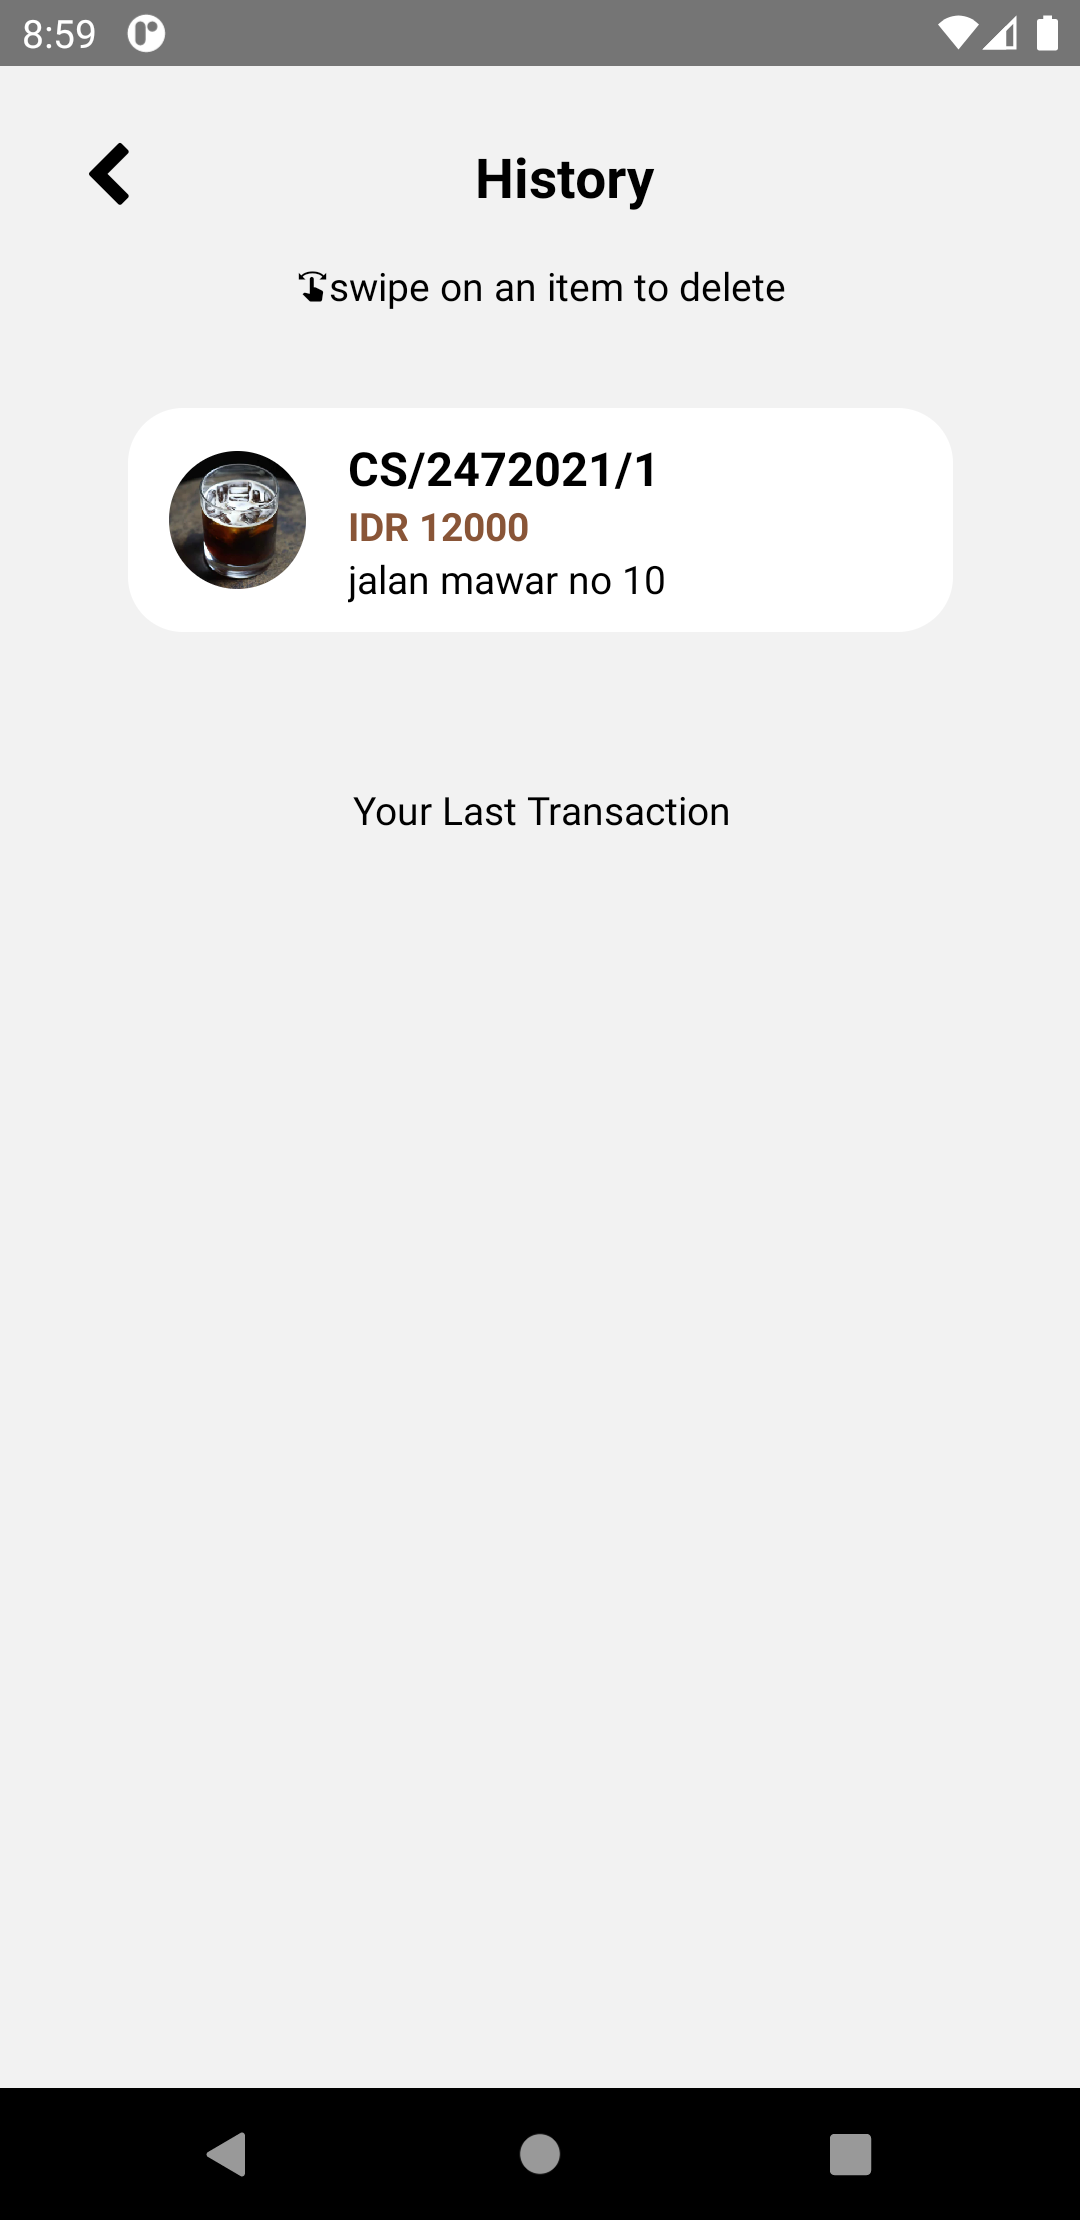 8:59
History
swipe on an item to delete
CS/2472021/1
IDR 12000
jalan mawar no 10
Your Last Transaction